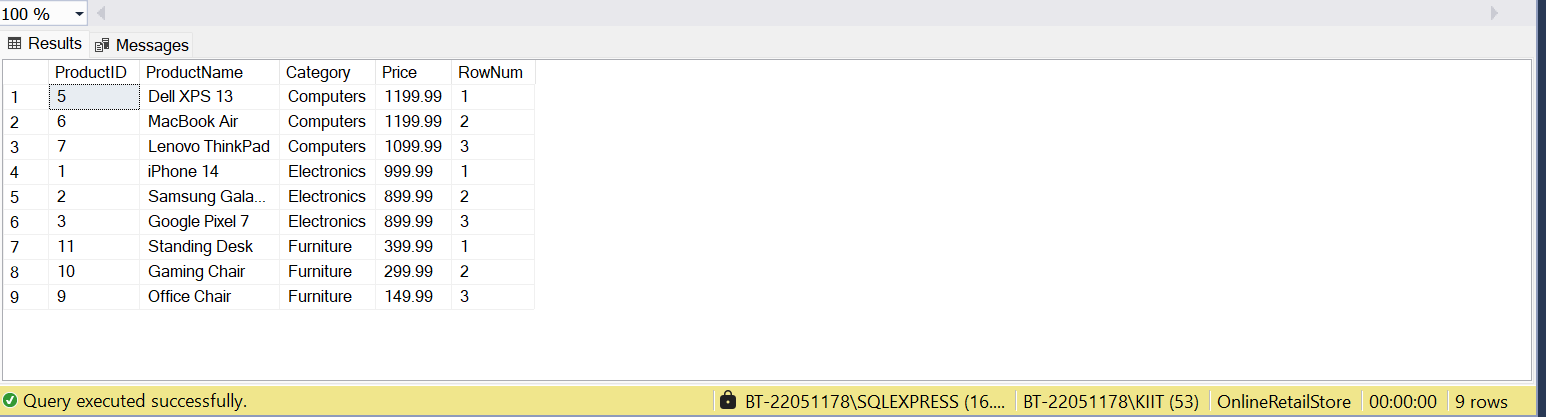 100 %
Results Messages
ProductID ProductName Category Price RowNum
1 5 Dell XPS 13 Computers 1199.99 1
2 6 MacBook Air Computers 1199.99 2
3 7 Lenovo ThinkPad Computers 1099.99 3
4 1 iPhone 14 Electronics 999.99 1
5 2 Samsung Gala... Electronics 899.99 2
6 3 Google Pixel 7 Electronics 899.99 3
7 11 Standing Desk Furniture 399.99 1
8 10 Gaming Chair Furniture 299.99 2
9 9 Office Chair Furniture 149.99 3
Query executed successfully. BT-22051178\SQLEXPRESS (16.... BT-22051178\KIIT (53) OnlineRetailStore 00:00:00 9 rows